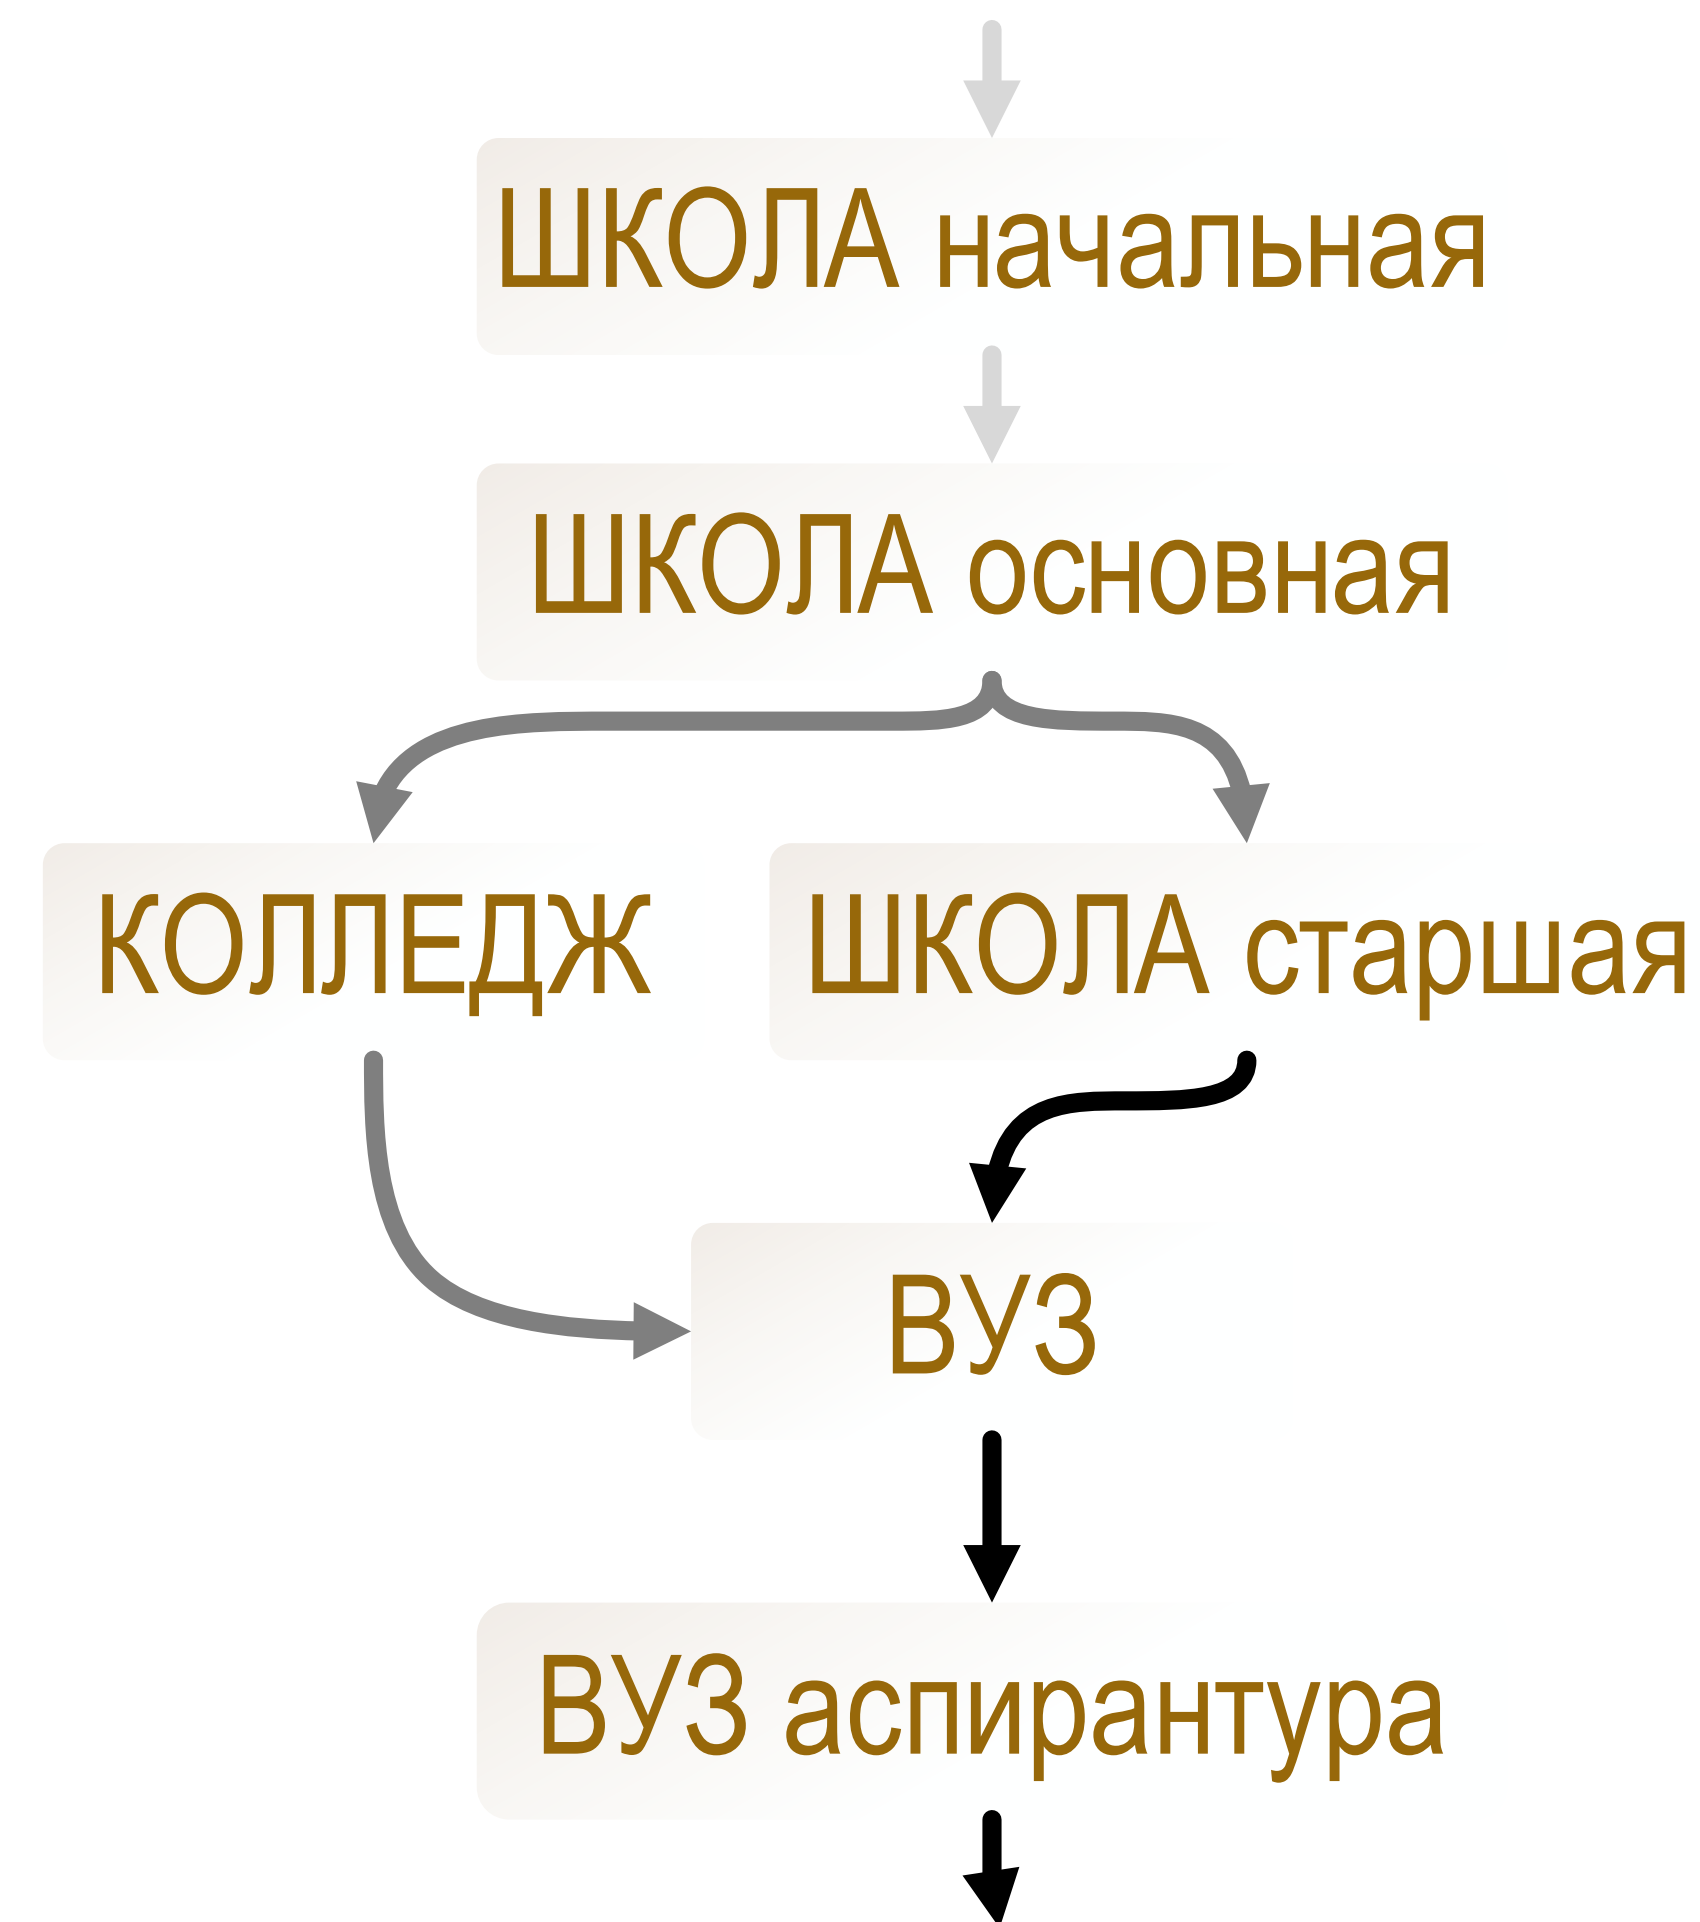 ШКОЛА начальная
ШКОЛА основная
КОЛЛЕДЖ
ШКОЛА старшая
ВУЗ
ВУЗ аспирантура